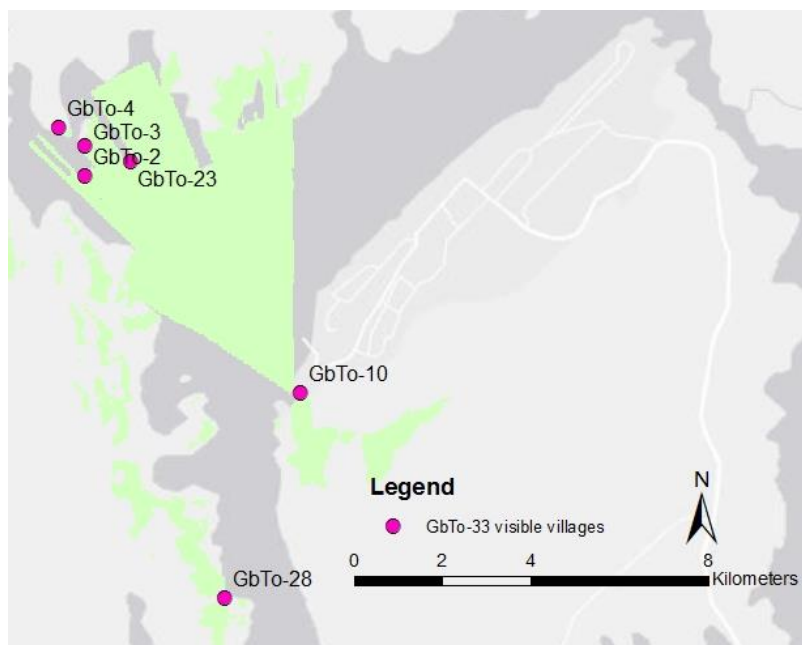 GbTo-4
GbTo-3
GbTo-2
GbTo-23
GbTo-10
Legend
N
GbTo-33 visible villages
0 2 4 8
Kilometers
GbTo-28